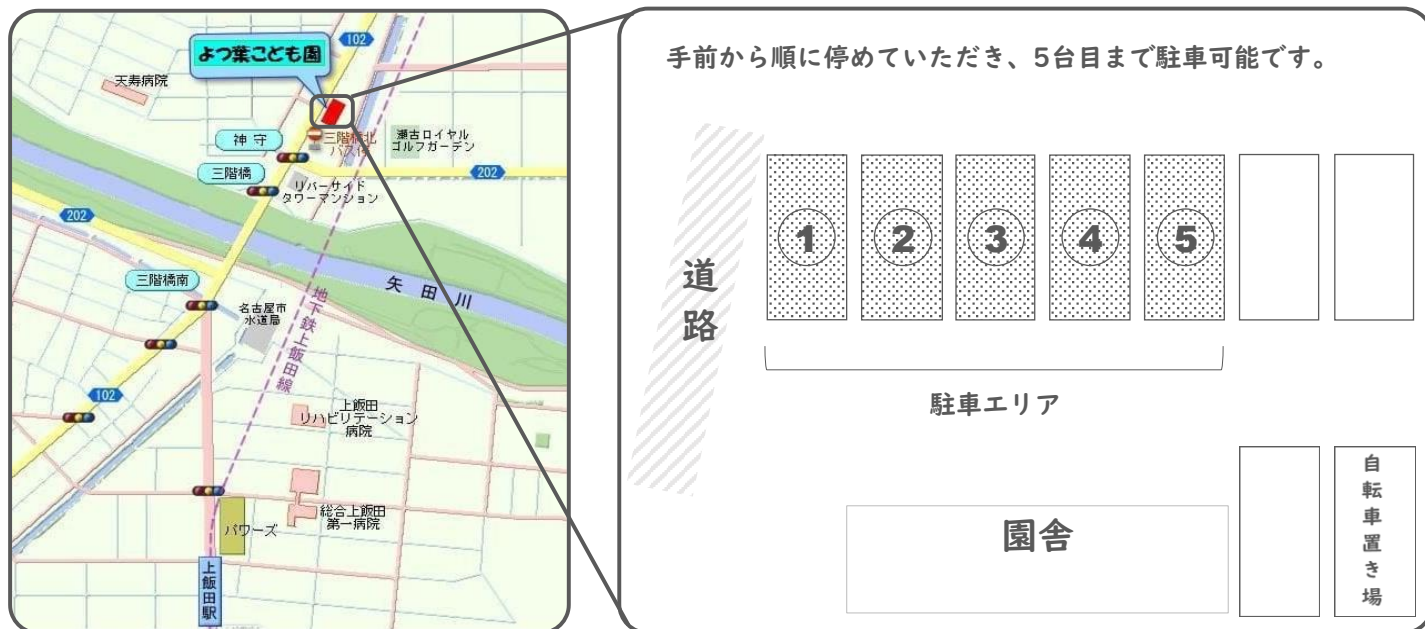 よつ葉こども園
102
天寿病院
神守
三階橋北
バス停
瀬古ロイヤル
ゴルフガーデン
三階橋
202
リバーサイド
タワーマンション
202
三階橋南
名古屋市
水道局
矢田川
地下鉄上飯田線
102
上飯田
リハビリテーション
病院
総合上飯田
第一病院
パワーズ
上飯田駅
手前から順に停めていただき、5台目まで駐車可能です。
道路
1
2
3
4
5
駐車エリア
園舎
自転車置き場